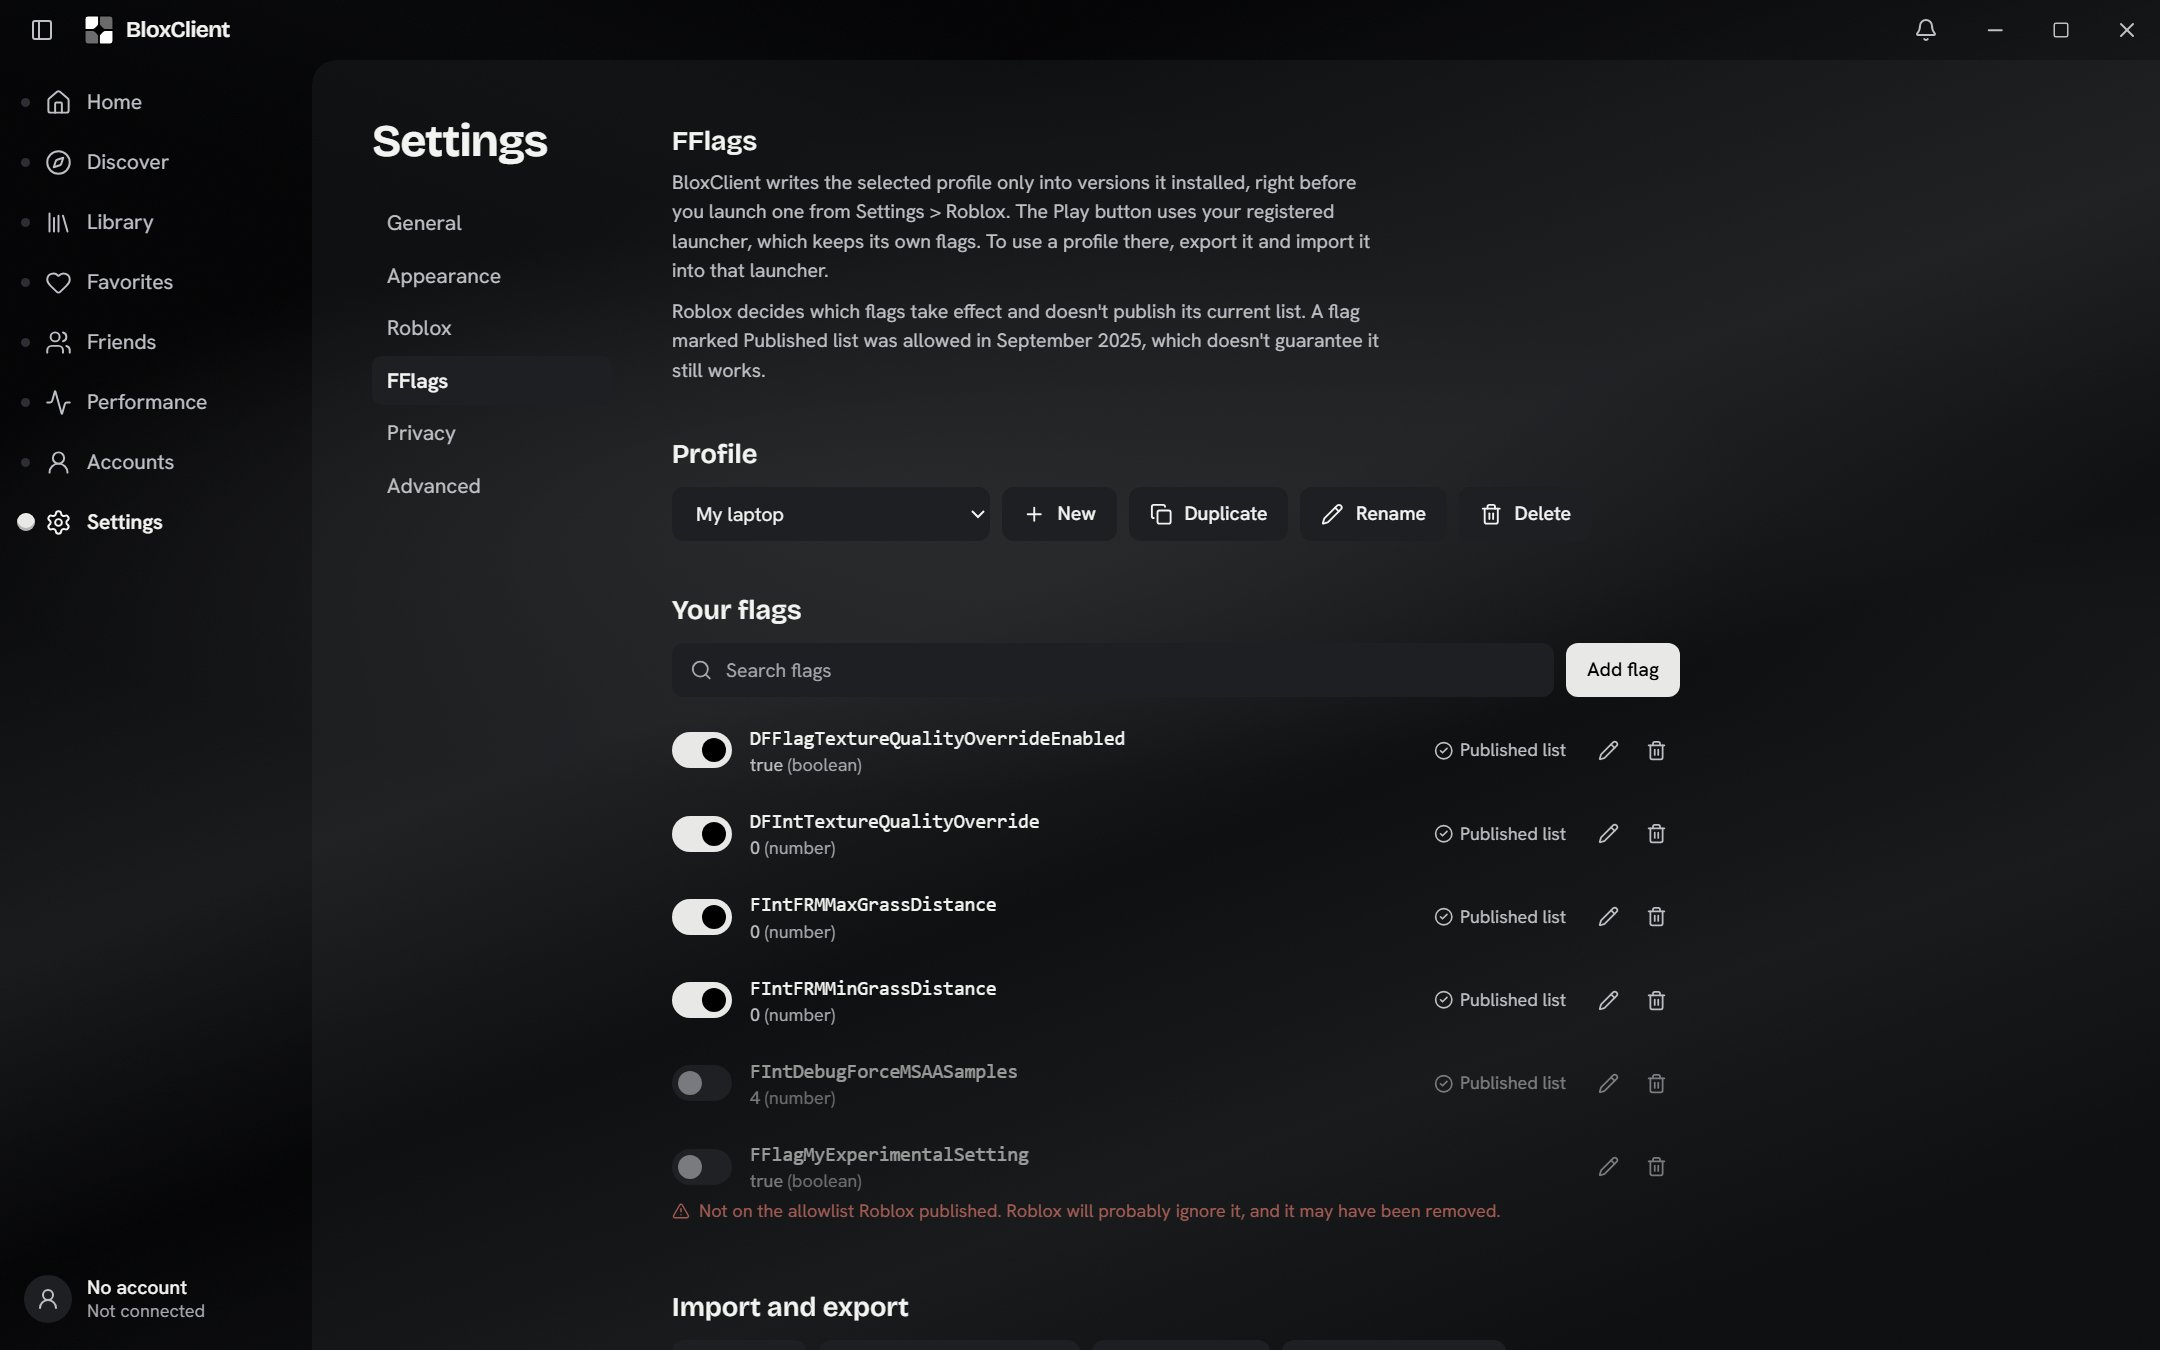 BloxClient
Home
Discover
Library
Favorites
Friends
Performance
Accounts
Settings
No account
Not connected
Settings
General
Appearance
Roblox
FFlags
Privacy
Advanced
FFlags
BloxClient writes the selected profile only into versions it installed, right before
you launch one from Settings > Roblox. The Play button uses your registered
launcher, which keeps its own flags. To use a profile there, export it and import it
into that launcher.
Roblox decides which flags take effect and doesn't publish its current list. A flag
marked Published list was allowed in September 2025, which doesn't guarantee it
still works.
Profile
My laptop
New
Duplicate
Rename
Delete
Your flags
Search flags
Add flag
DFFlagTextureQualityOverrideEnabled
true (boolean)
Published list
DFIntTextureQualityOverride
0 (number)
Published list
FIntFRMMaxGrassDistance
0 (number)
Published list
FIntFRMMinGrassDistance
0 (number)
Published list
FIntDebugForceMSAASamples
4 (number)
Published list
FFlagMyExperimentalSetting
true (boolean)
Not on the allowlist Roblox published. Roblox will probably ignore it, and it may have been removed.
Import and export